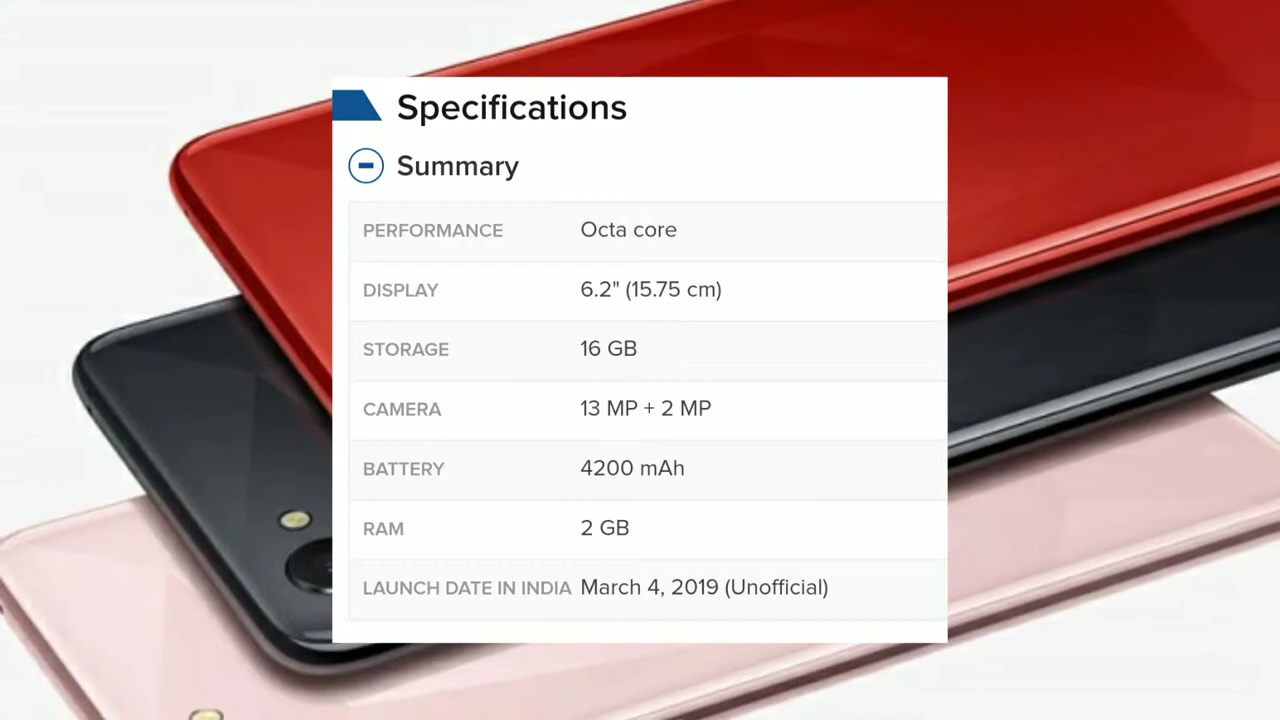 Specifications
Summary
PERFORMANCE Octa core
DISPLAY 6.2" (15.75 cm)
STORAGE 16 GB
CAMERA 13 MP + 2 MP
BATTERY 4200 mAh
RAM 2 GB
LAUNCH DATE IN INDIA March 4, 2019 (Unofficial)